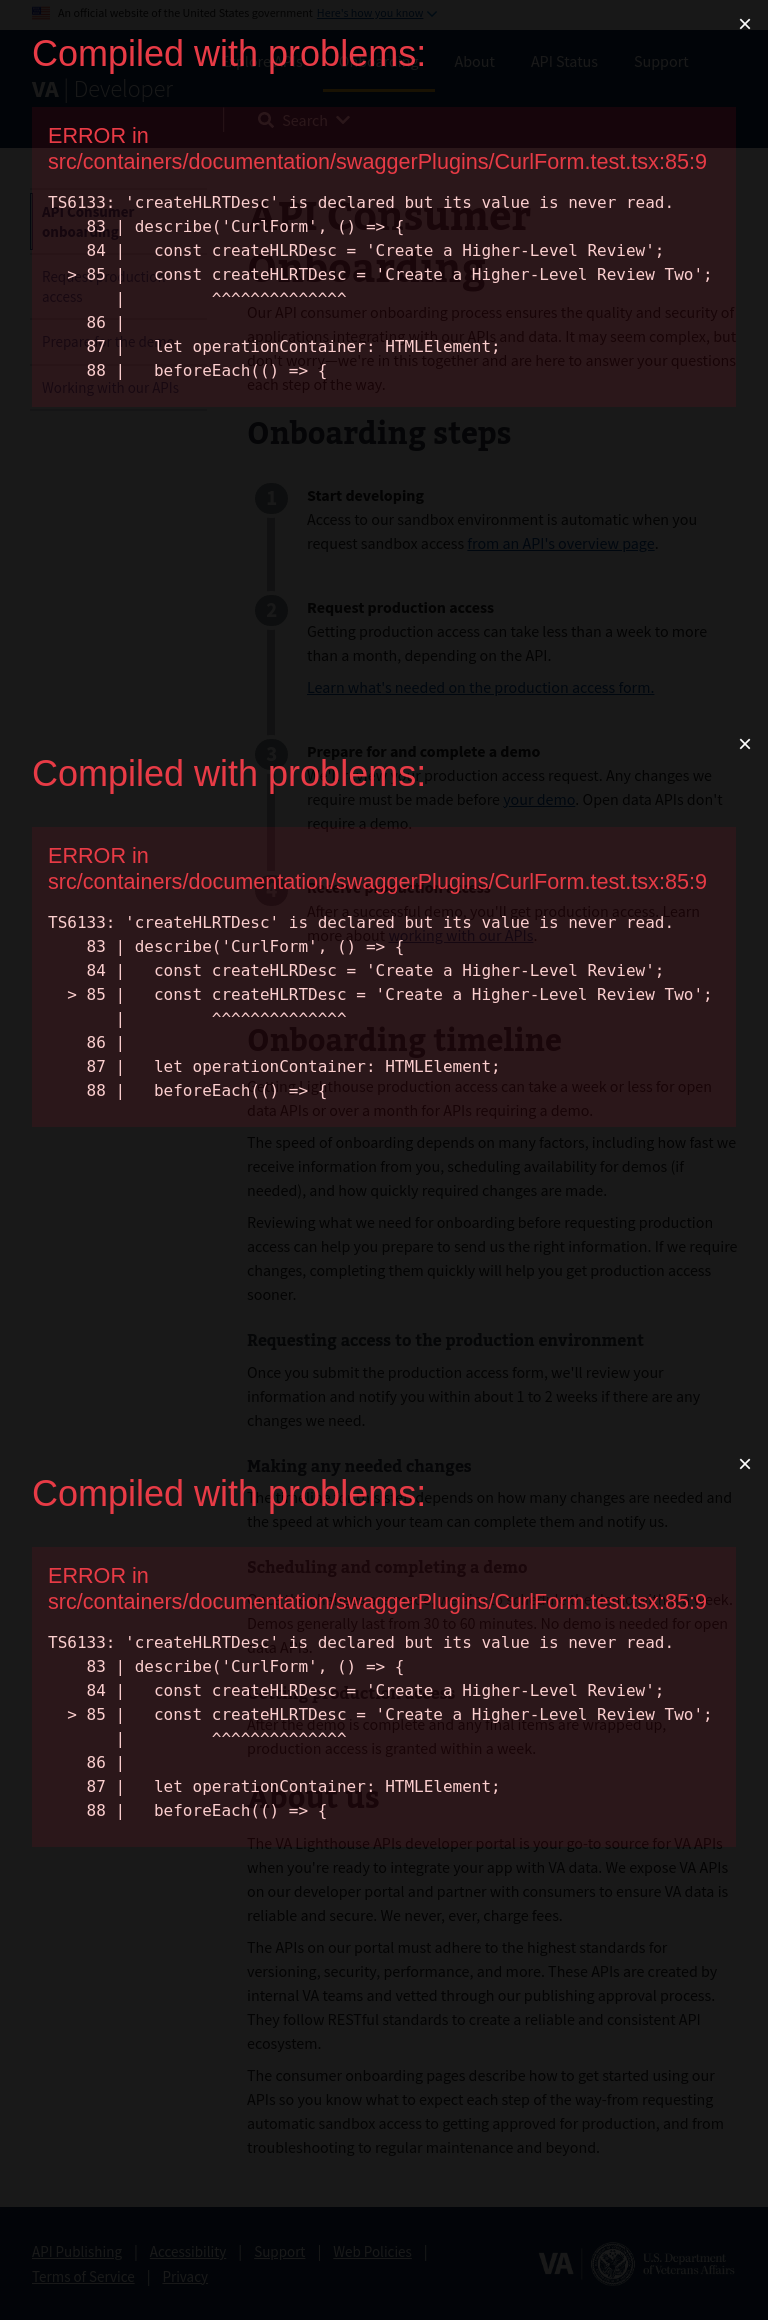 An official website of the United States government Here's how you know
Compiled with problems:
VA | Developer
About
API Status
Support
Search
ERROR in
src/containers/documentation/swaggerPlugins/CurlForm.test.tsx:85:9
TS6133: 'createHLRTDesc' is declared but its value is never read.
    83 | describe('CurlForm', () => {
    84 |   const createHLRDesc = 'Create a Higher-Level Review';
  > 85 |   const createHLRTDesc = 'Create a Higher-Level Review Two';
       |         ^^^^^^^^^^^^^^
    86 |
    87 |   let operationContainer: HTMLElement;
    88 |   beforeEach(() => {
API Consumer
onboarding
Request production
access
Prepare for the demo
Working with our APIs
API Consumer
Onboarding
Our API consumer onboarding process ensures the quality and security of
applications integrating with our APIs and data. It may seem complex, but
don't worry—we're in this together and are here to answer your questions
each step of the way.
Onboarding steps
1
Start developing
Access to our sandbox environment is automatic when you
request sandbox access from an API's overview page.
2
Request production access
Getting production access can take less than a week to more
than a month, depending on the API.
Learn what's needed on the production access form.
3
Prepare for and complete a demo
production access request. Any changes we
require must be made before your demo. Open data APIs don't
require a demo.
Compiled with problems:
ERROR in
src/containers/documentation/swaggerPlugins/CurlForm.test.tsx:85:9
TS6133: 'createHLRTDesc' is declared but its value is never read.
    83 | describe('CurlForm', () => {
    84 |   const createHLRDesc = 'Create a Higher-Level Review';
  > 85 |   const createHLRTDesc = 'Create a Higher-Level Review Two';
       |         ^^^^^^^^^^^^^^
    86 |
    87 |   let operationContainer: HTMLElement;
    88 |   beforeEach(() => {
After a successful demo, you'll get production access. Learn
more about working with our APIs.
Onboarding timeline
Getting Lighthouse production access can take a week or less for open
data APIs or over a month for APIs requiring a demo.
The speed of onboarding depends on many factors, including how fast we
receive information from you, scheduling availability for demos (if
needed), and how quickly required changes are made.
Reviewing what we need for onboarding before requesting production
access can help you prepare to send us the right information. If we require
changes, completing them quickly will help you get production access
sooner.
Requesting access to the production environment
Once you submit the production access form, we'll review your
information and notify you within about 1 to 2 weeks if there are any
changes we need.
Making any needed changes
Compiled with problems:
depends on how many changes are needed and
the speed at which your team can complete them and notify us.
ERROR in
src/containers/documentation/swaggerPlugins/CurlForm.test.tsx:85:9
TS6133: 'createHLRTDesc' is declared but its value is never read.
    83 | describe('CurlForm', () => {
    84 |   const createHLRDesc = 'Create a Higher-Level Review';
  > 85 |   const createHLRTDesc = 'Create a Higher-Level Review Two';
       |         ^^^^^^^^^^^^^^
    86 |
    87 |   let operationContainer: HTMLElement;
    88 |   beforeEach(() => {
Scheduling and completing a demo
week.
Demos generally last from 30 to 60 minutes. No demo is needed for open
data APIs.
After the demo is complete and any final items are wrapped up,
production access is granted within a week.
About us
The VA Lighthouse APIs developer portal is your go-to source for VA APIs
when you're ready to integrate your app with VA data. We expose VA APIs
on our developer portal and partner with consumers to ensure VA data is
reliable and secure. We never, ever, charge fees.
The APIs on our portal must adhere to the highest standards for
versioning, security, performance, and more. These APIs are created by
internal VA teams and vetted through our publishing approval process.
They follow RESTful standards to create a reliable and consistent API
ecosystem.
The consumer onboarding pages describe how to get started using our
APIs so you know what to expect each step of the way-from requesting
automatic sandbox access to getting approved for production, and from
troubleshooting to regular maintenance and beyond.
API Publishing | Accessibility | Support | Web Policies |
Terms of Service | Privacy
VA
U.S. Department
of Veterans Affairs